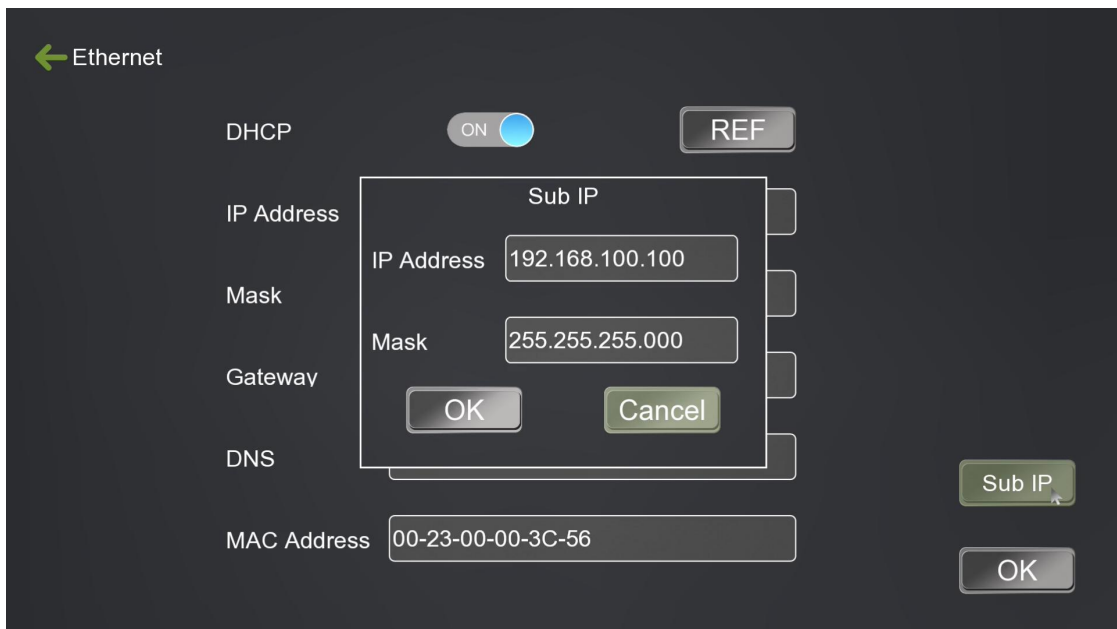 Ethernet
DHCP ON REF
Sub IP
IP Address
IP Address 192.168.100.100
Mask
Mask 255.255.255.000
Gateway
OK Cancel
DNS
Sub IP
MAC Address 00-23-00-00-3C-56
OK